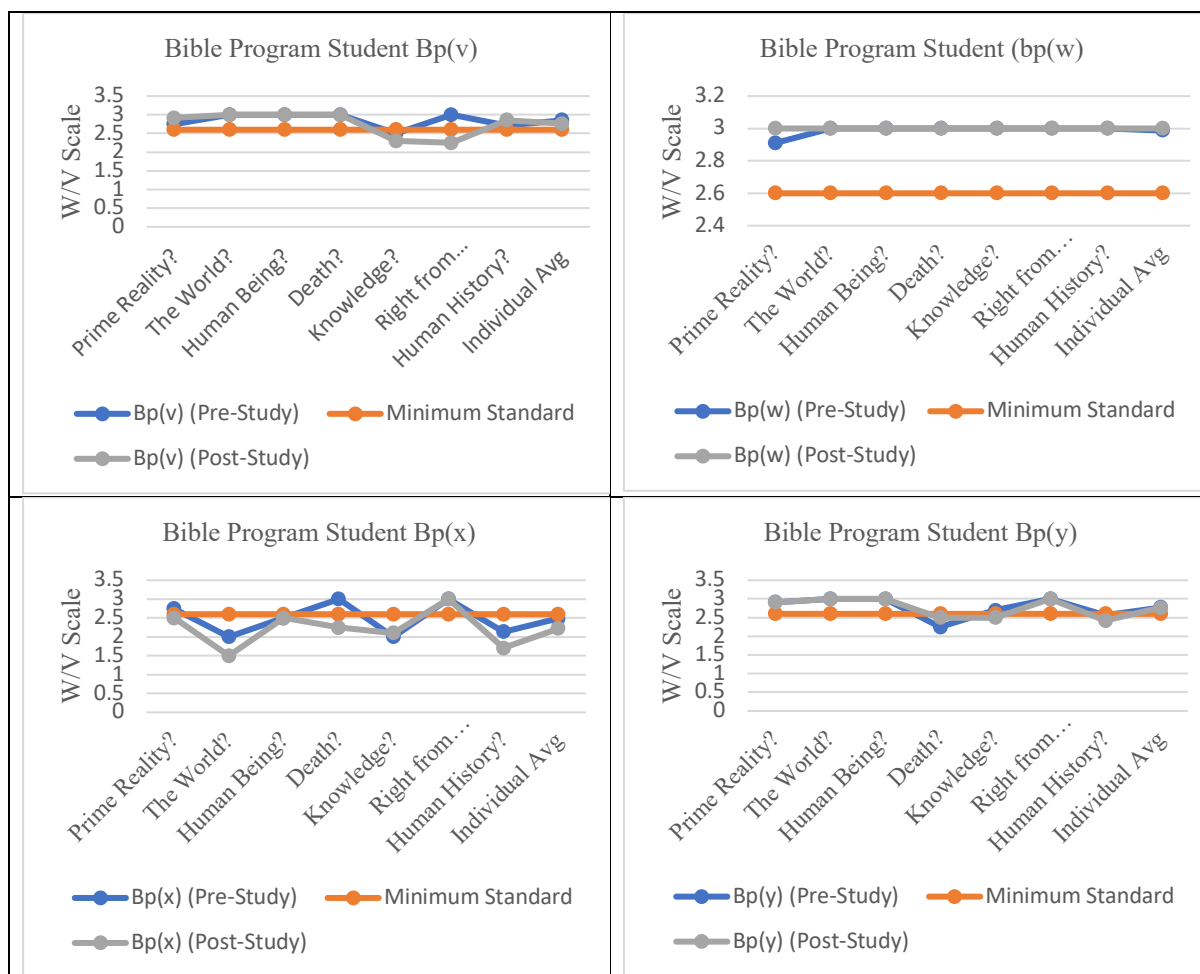 Bible Program Student Bp(v)
W/V Scale
3.5
3
2.5
2
1.5
1
0.5
0
Prime Reality?
The World?
Human Being?
Death?
Knowledge?
Right from...
Human History?
Individual Avg
Bp(v) (Pre-Study)
Minimum Standard
Bp(v) (Post-Study)
Bible Program Student (bp(w)
W/V Scale
3.2
3
2.8
2.6
2.4
Prime Reality?
The World?
Human Being?
Death?
Knowledge?
Right from...
Human History?
Individual Avg
Bp(w) (Pre-Study)
Minimum Standard
Bp(w) (Post-Study)
Bible Program Student Bp(x)
W/V Scale
3.5
3
2.5
2
1.5
1
0.5
0
Prime Reality?
The World?
Human Being?
Death?
Knowledge?
Right from...
Human History?
Individual Avg
Bp(x) (Pre-Study)
Minimum Standard
Bp(x) (Post-Study)
Bible Program Student Bp(y)
W/V Scale
3.5
3
2.5
2
1.5
1
0.5
0
Prime Reality?
The World?
Human Being?
Death?
Knowledge?
Right from...
Human History?
Individual Avg
Bp(y) (Pre-Study)
Minimum Standard
Bp(y) (Post-Study)